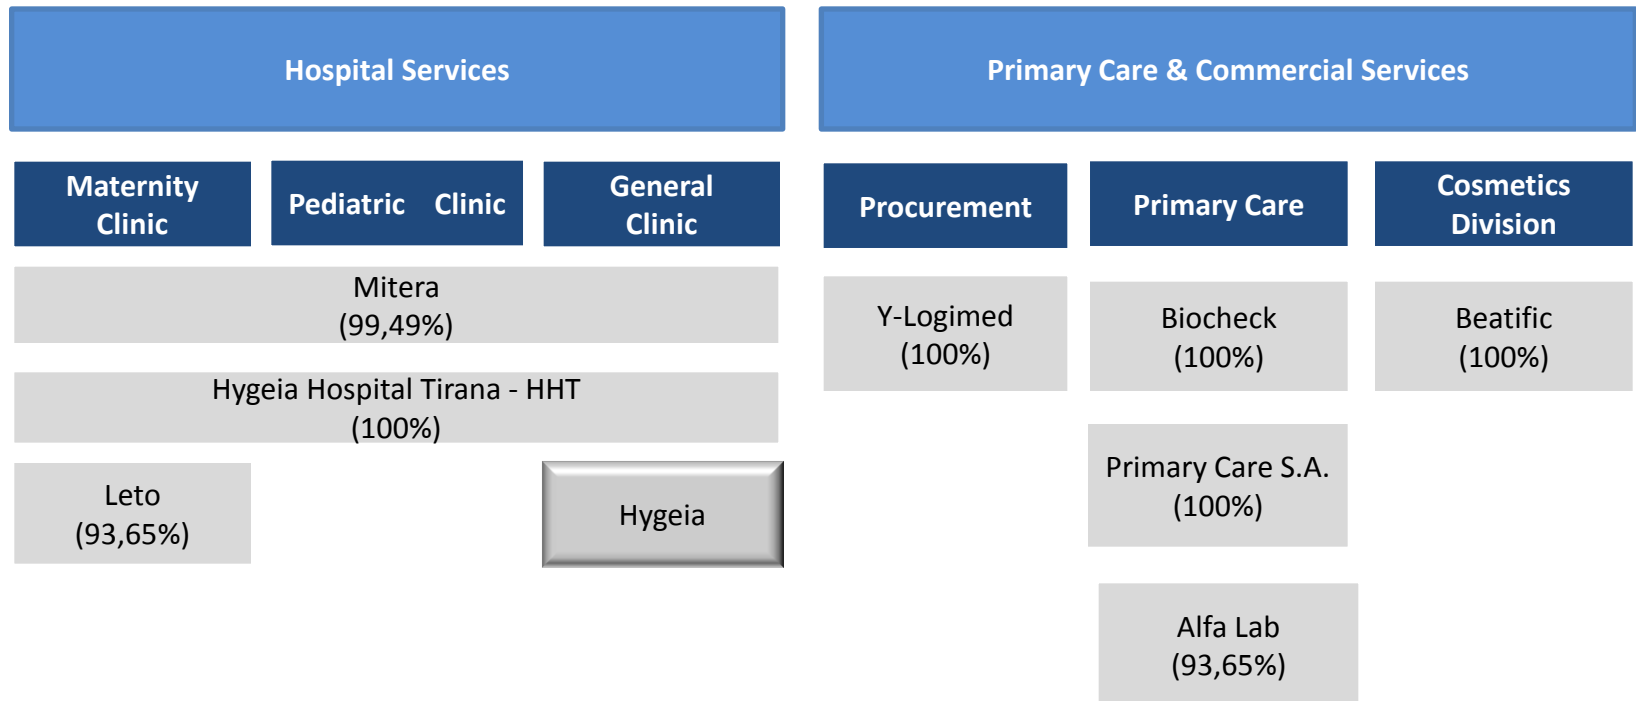 Hospital Services
Primary Care & Commercial Services
Maternity
Clinic
Pediatric Clinic
General
Clinic
Procurement
Primary Care
Cosmetics
Division
Mitera
(99,49%)
Hygeia Hospital Tirana - HHT
(100%)
Leto
(93,65%)
Hygeia
Y-Logimed
(100%)
Biocheck
(100%)
Beatific
(100%)
Primary Care S.A.
(100%)
Alfa Lab
(93,65%)